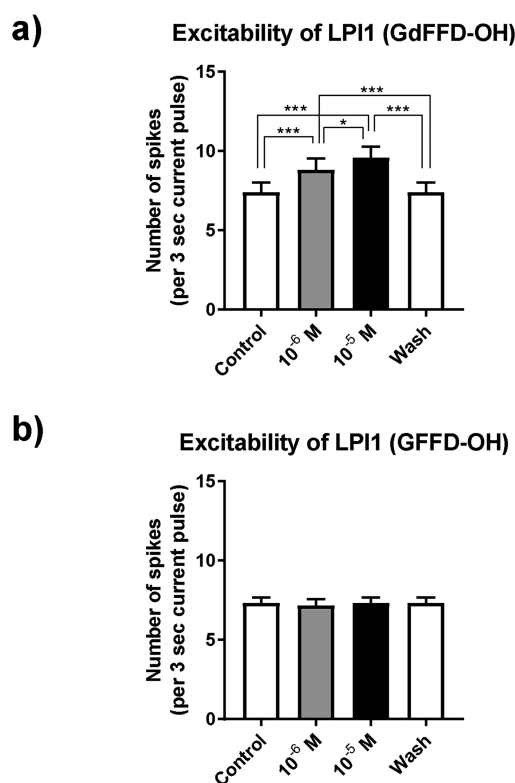 a)
Excitability of LPI1 (GdFFD-OH)
Number of spikes
(per 3 sec current pulse)
15
10
5
0
***
***
***
*
***
Control
10⁻⁶ M
10⁻⁵ M
Wash
b)
Excitability of LPI1 (GFFD-OH)
Number of spikes
(per 3 sec current pulse)
15
10
5
0
Control
10⁻⁶ M
10⁻⁵ M
Wash